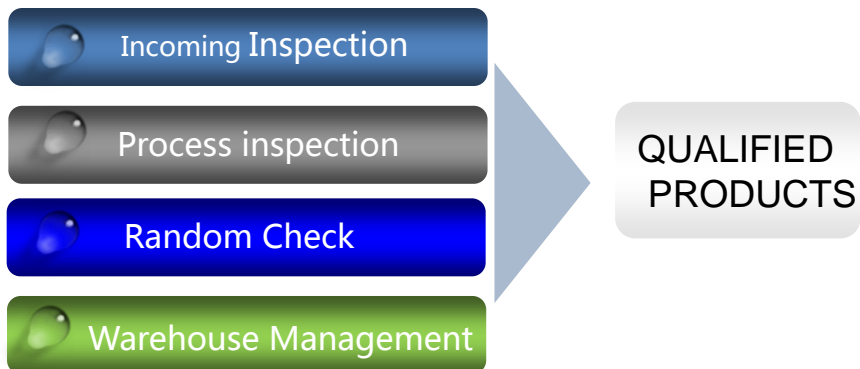 Incoming Inspection
Process inspection
Random Check
Warehouse Management
QUALIFIED
PRODUCTS